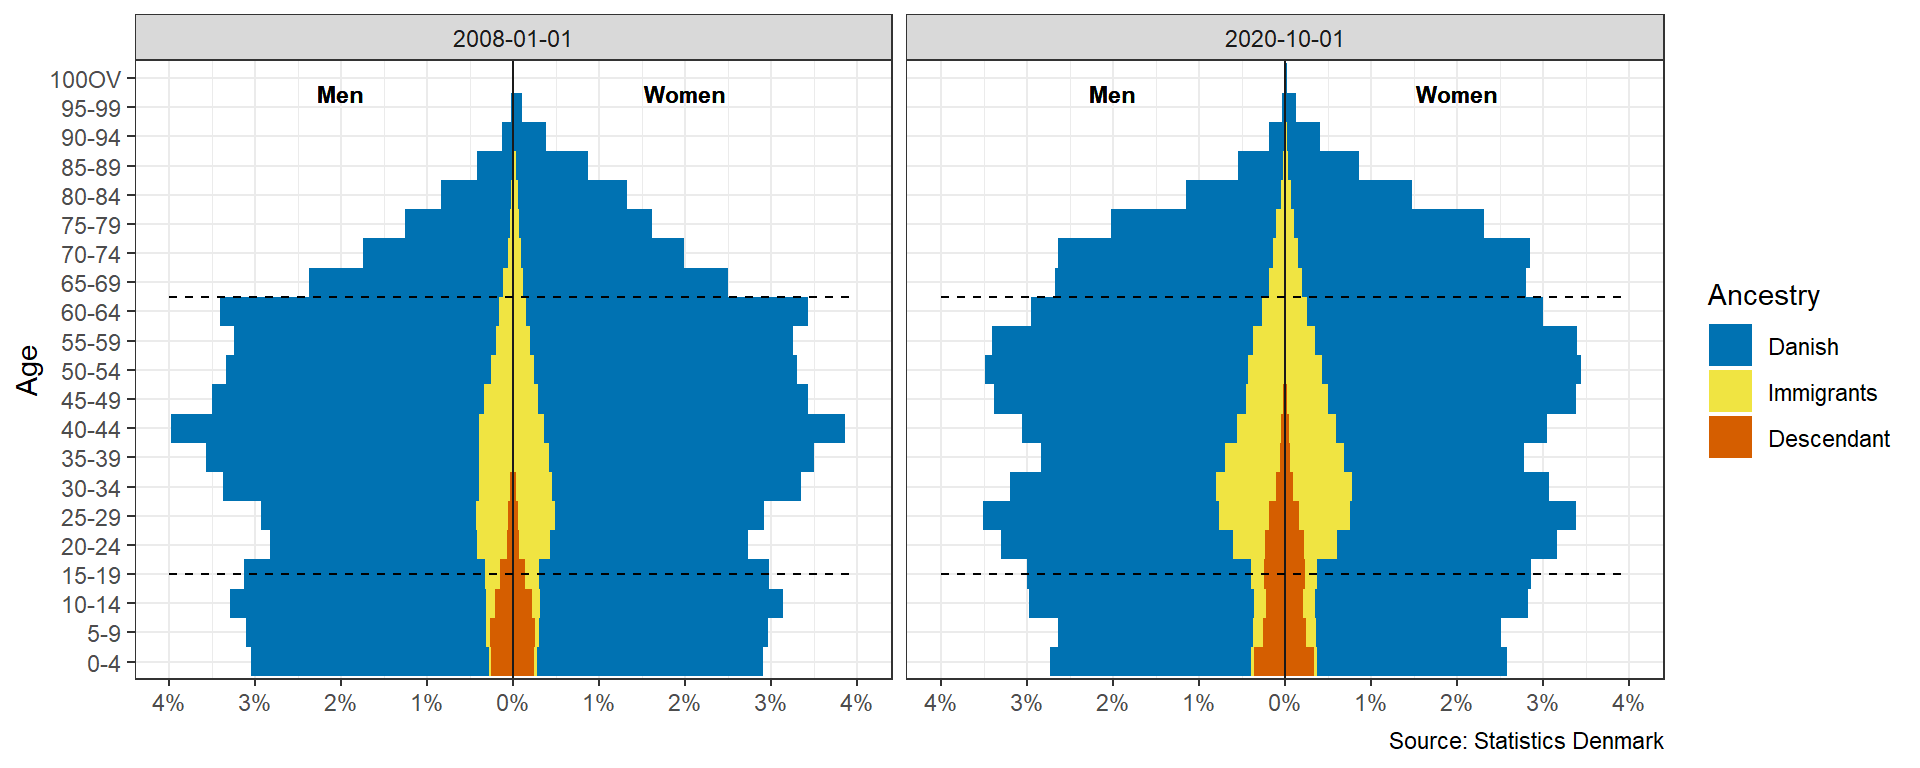 2008-01-01
2020-10-01
Men
Women
Men
Women
Age
100OV
95-99
90-94
85-89
80-84
75-79
70-74
65-69
60-64
55-59
50-54
45-49
40-44
35-39
30-34
25-29
20-24
15-19
10-14
5-9
0-4
4% 3% 2% 1% 0% 1% 2% 3% 4%
4% 3% 2% 1% 0% 1% 2% 3% 4%
Ancestry
Danish
Immigrants
Descendant
Source: Statistics Denmark